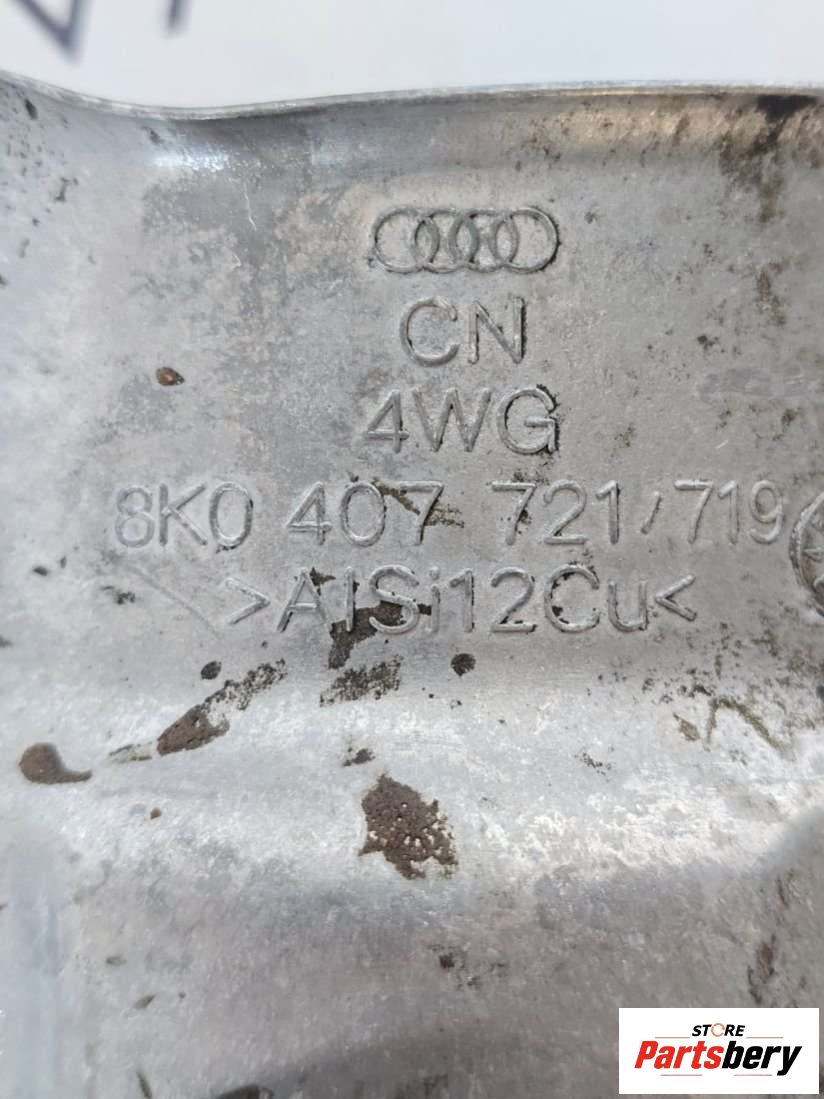 CN
4WG
8K0 407 721/719
>AlSi12Cu<
STORE
Partsbery